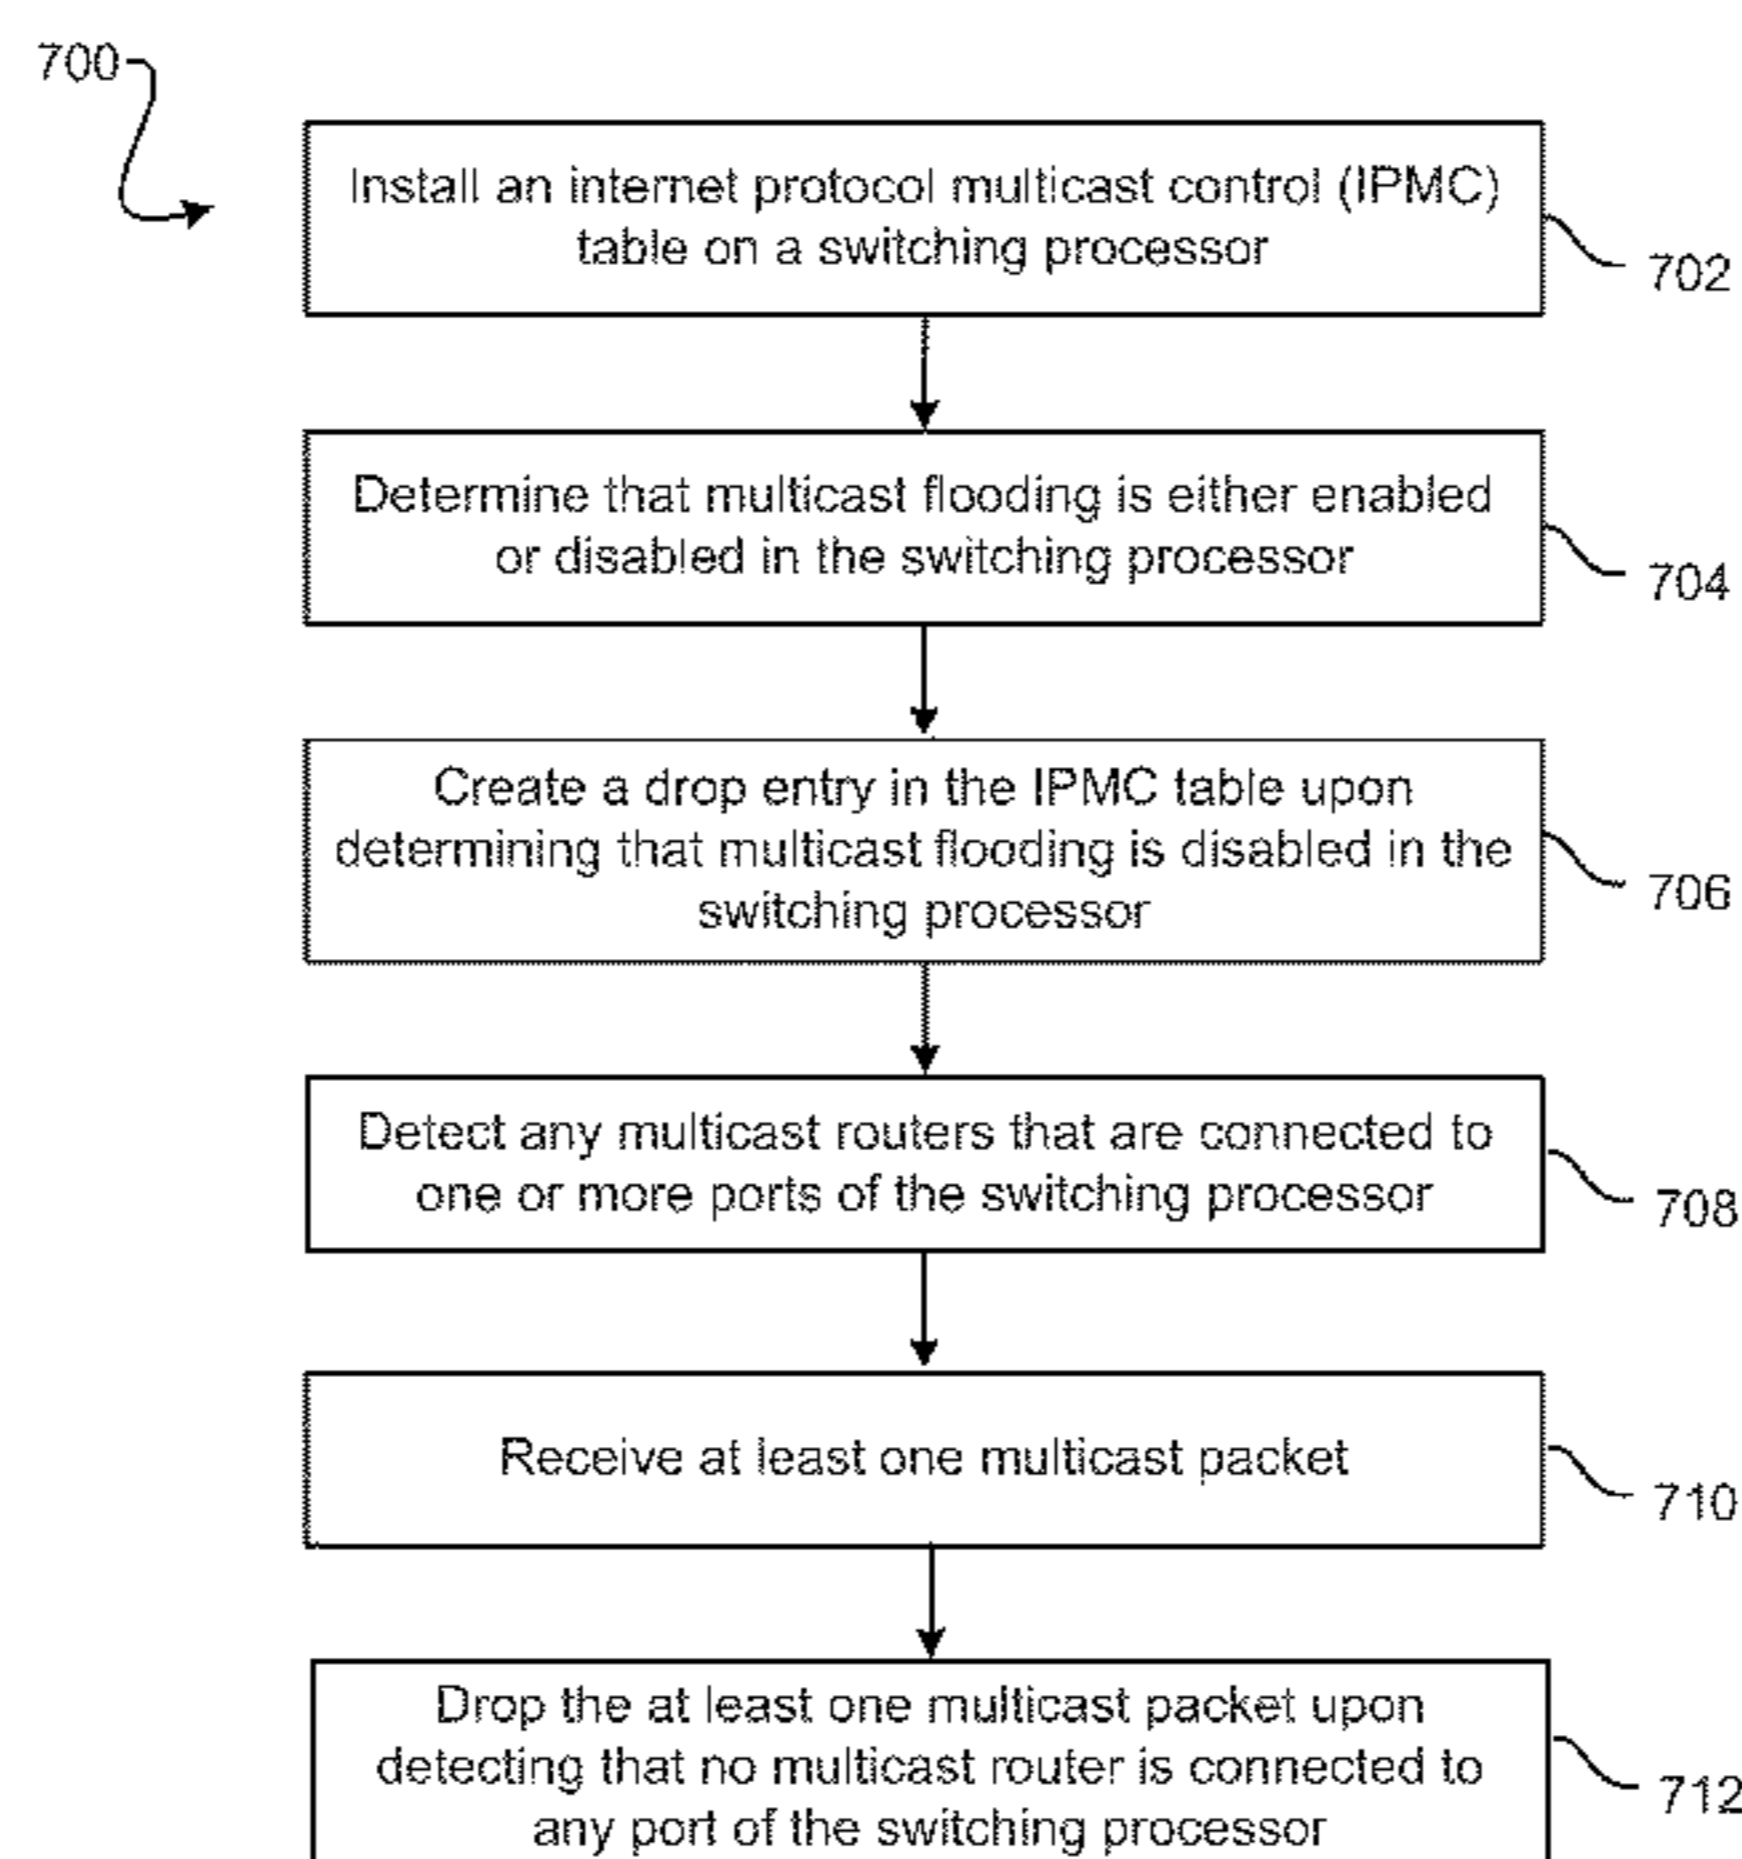 700
Install an internet protocol multicast control (IPMC)
table on a switching processor
702
Determine that multicast flooding is either enabled
or disabled in the switching processor
704
Create a drop entry in the IPMC table upon
determining that multicast flooding is disabled in the
switching processor
706
Detect any multicast routers that are connected to
one or more ports of the switching processor
708
Receive at least one multicast packet
710
Drop the at least one multicast packet upon
detecting that no multicast router is connected to
any port of the switching processor
712